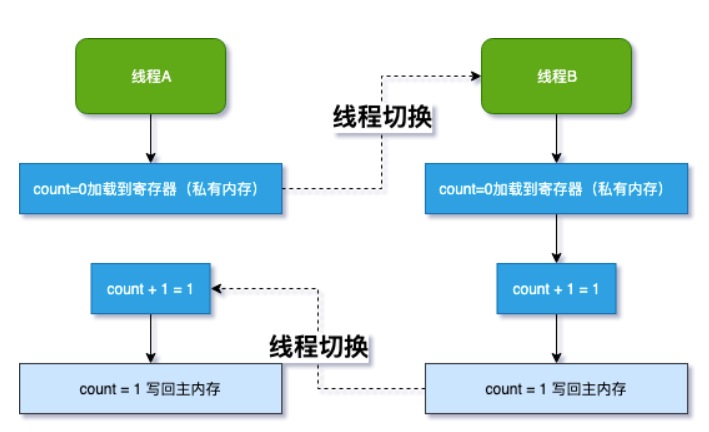 线程A
线程B
线程切换
count=0加载到寄存器（私有内存）
count=0加载到寄存器（私有内存）
count + 1 = 1
count + 1 = 1
线程切换
count = 1 写回主内存
count = 1 写回主内存